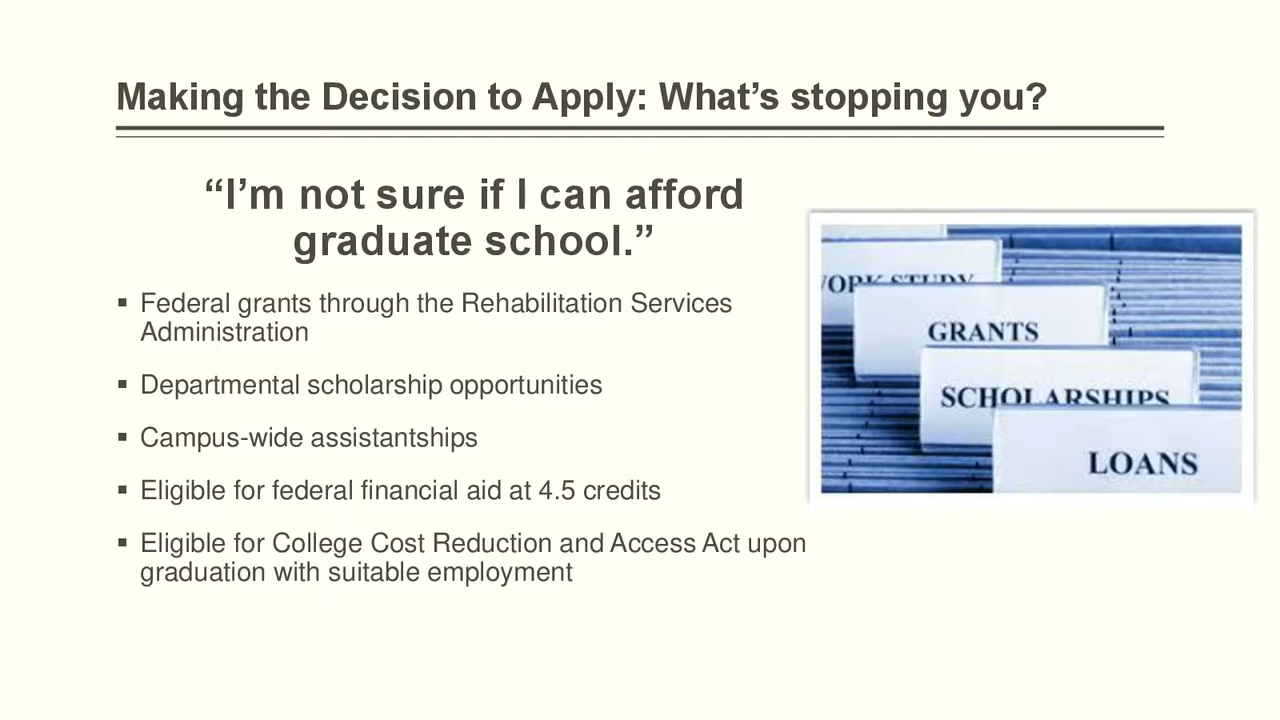 Making the Decision to Apply: What’s stopping you?
“I’m not sure if I can afford
graduate school.”
▪ Federal grants through the Rehabilitation Services
Administration
▪ Departmental scholarship opportunities
▪ Campus-wide assistantships
▪ Eligible for federal financial aid at 4.5 credits
▪ Eligible for College Cost Reduction and Access Act upon
graduation with suitable employment
WORK STUDY
GRANTS
SCHOLARSHIPS
LOANS